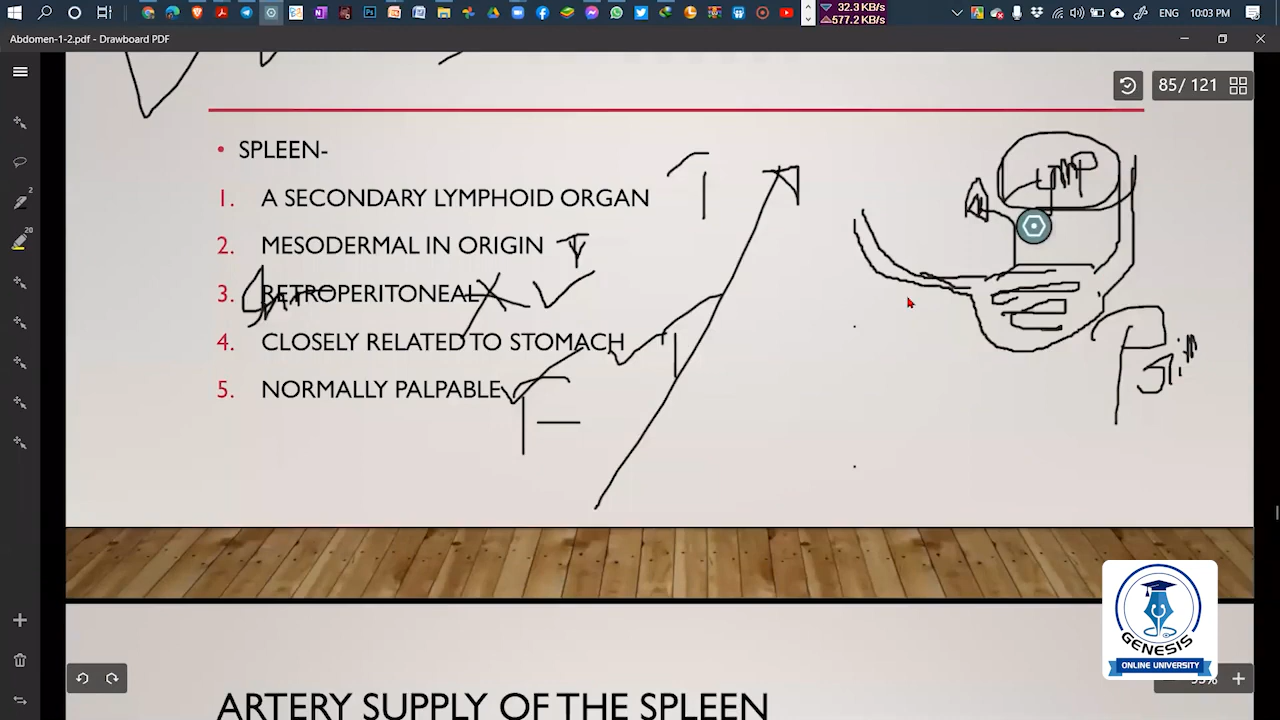 32.3 KB/s
ENG 10:03 PM
577.2 KB/s
Abdomen-1-2.pdf - Drawboard PDF
85/ 121
• SPLEEN-
1. A SECONDARY LYMPHOID ORGAN T
2. MESODERMAL IN ORIGIN T
3. RETROPERITONEAL
4. CLOSELY RELATED TO STOMACH T
5. NORMALLY PALPABLE
2
20
GENESIS
ONLINE UNIVERSITY
ARTERY SUPPLY OF THE SPLEEN